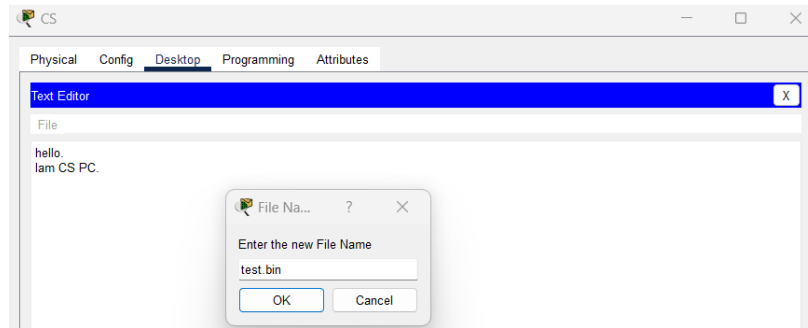 CS
Physical Config Desktop Programming Attributes
Text Editor X
File
hello.
Iam CS PC.
File Na... ?
Enter the new File Name
test.bin
OK Cancel